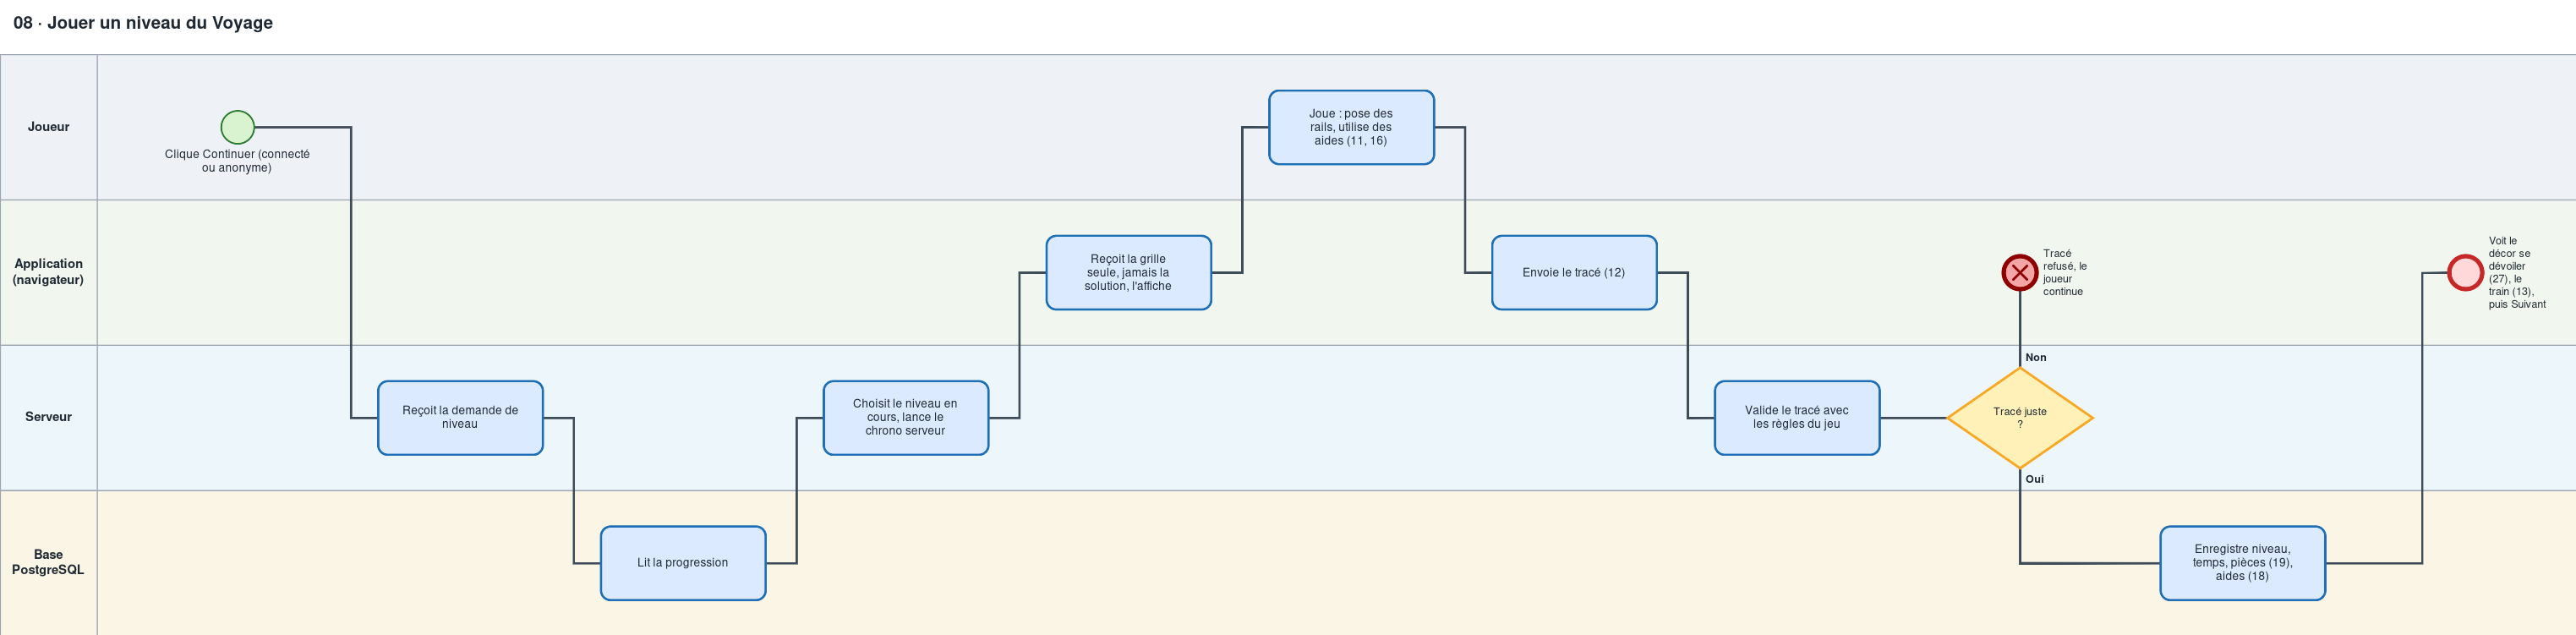 08 · Jouer un niveau du Voyage
Joueur
Clique Continuer (connecté
ou anonyme)
Joue : pose des
rails, utilise des
aides (11, 16)
Application
(navigateur)
Reçoit la grille
seule, jamais la
solution, l'affiche
Envoie le tracé (12)
Tracé
refusé, le
joueur
continue
Voit le
décor se
dévoiler
(27), le
train (13),
puis Suivant
Serveur
Reçoit la demande de
niveau
Choisit le niveau en
cours, lance le
chrono serveur
Valide le tracé avec
les règles du jeu
Tracé juste
?
Non
Oui
Base
PostgreSQL
Lit la progression
Enregistre niveau,
temps, pièces (19),
aides (18)